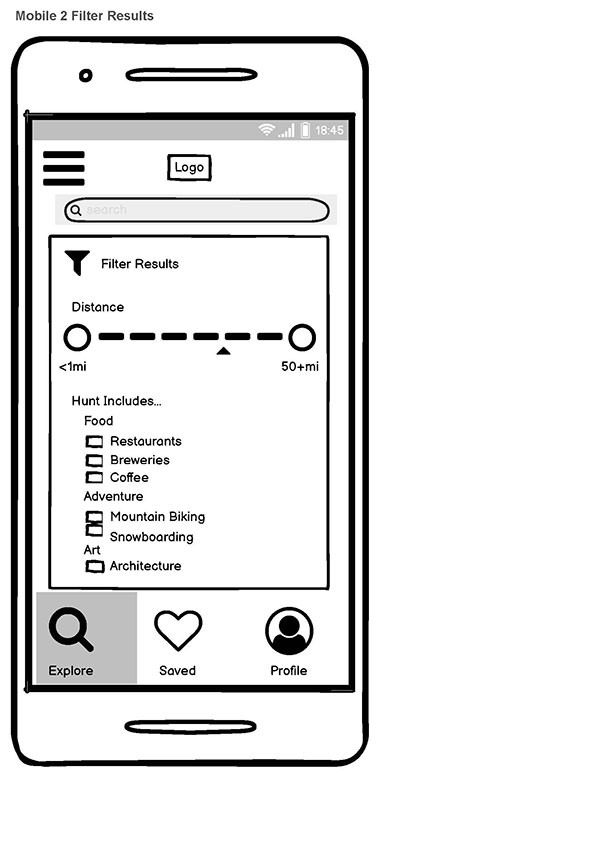 Mobile 2 Filter Results
18:45
Logo
search
Filter Results
Distance
<1mi 50+mi
Hunt Includes...
Food
Restaurants
Breweries
Coffee
Adventure
Mountain Biking
Snowboarding
Art
Architecture
Explore Saved Profile